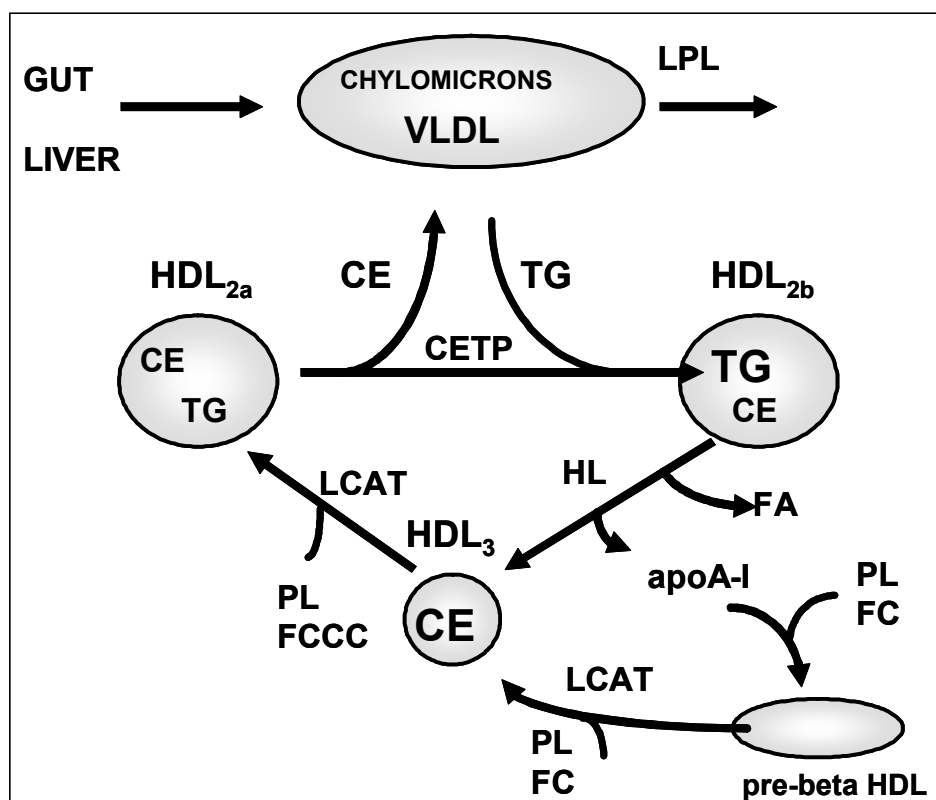 GUT
LIVER
CHYLOMICRONS
VLDL
LPL
HDL2a
CE
TG
HDL2b
CETP
CE
TG
TG
CE
LCAT
HL
FA
HDL3
CE
PL
FCCC
apoA-I
PL
FC
LCAT
PL
FC
pre-beta HDL